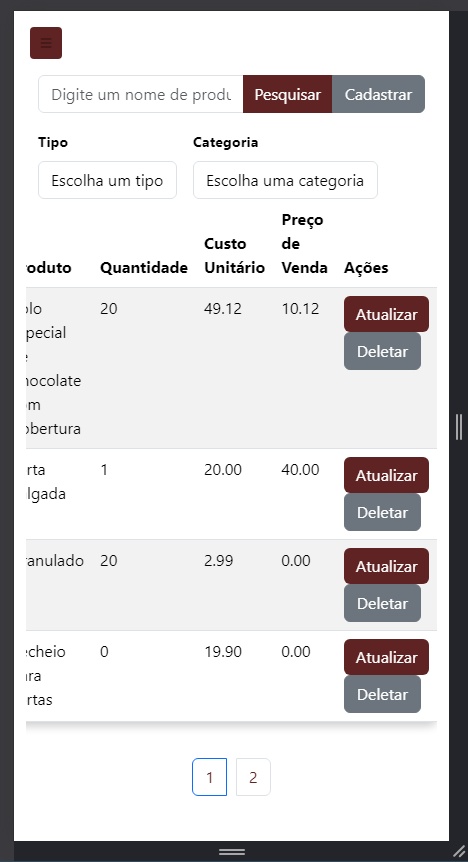 Digite um nome de produ
Pesquisar
Cadastrar
Tipo
Categoria
Escolha um tipo
Escolha uma categoria
roduto
Quantidade
Custo
Unitário
Preço
de
Venda
Ações
olo
pecial
e
hocolate
om
bertura
20
49.12
10.12
Atualizar
Deletar
rta
lgada
1
20.00
40.00
Atualizar
Deletar
ranulado
20
2.99
0.00
Atualizar
Deletar
cheio
ra
rtas
0
19.90
0.00
Atualizar
Deletar
1
2